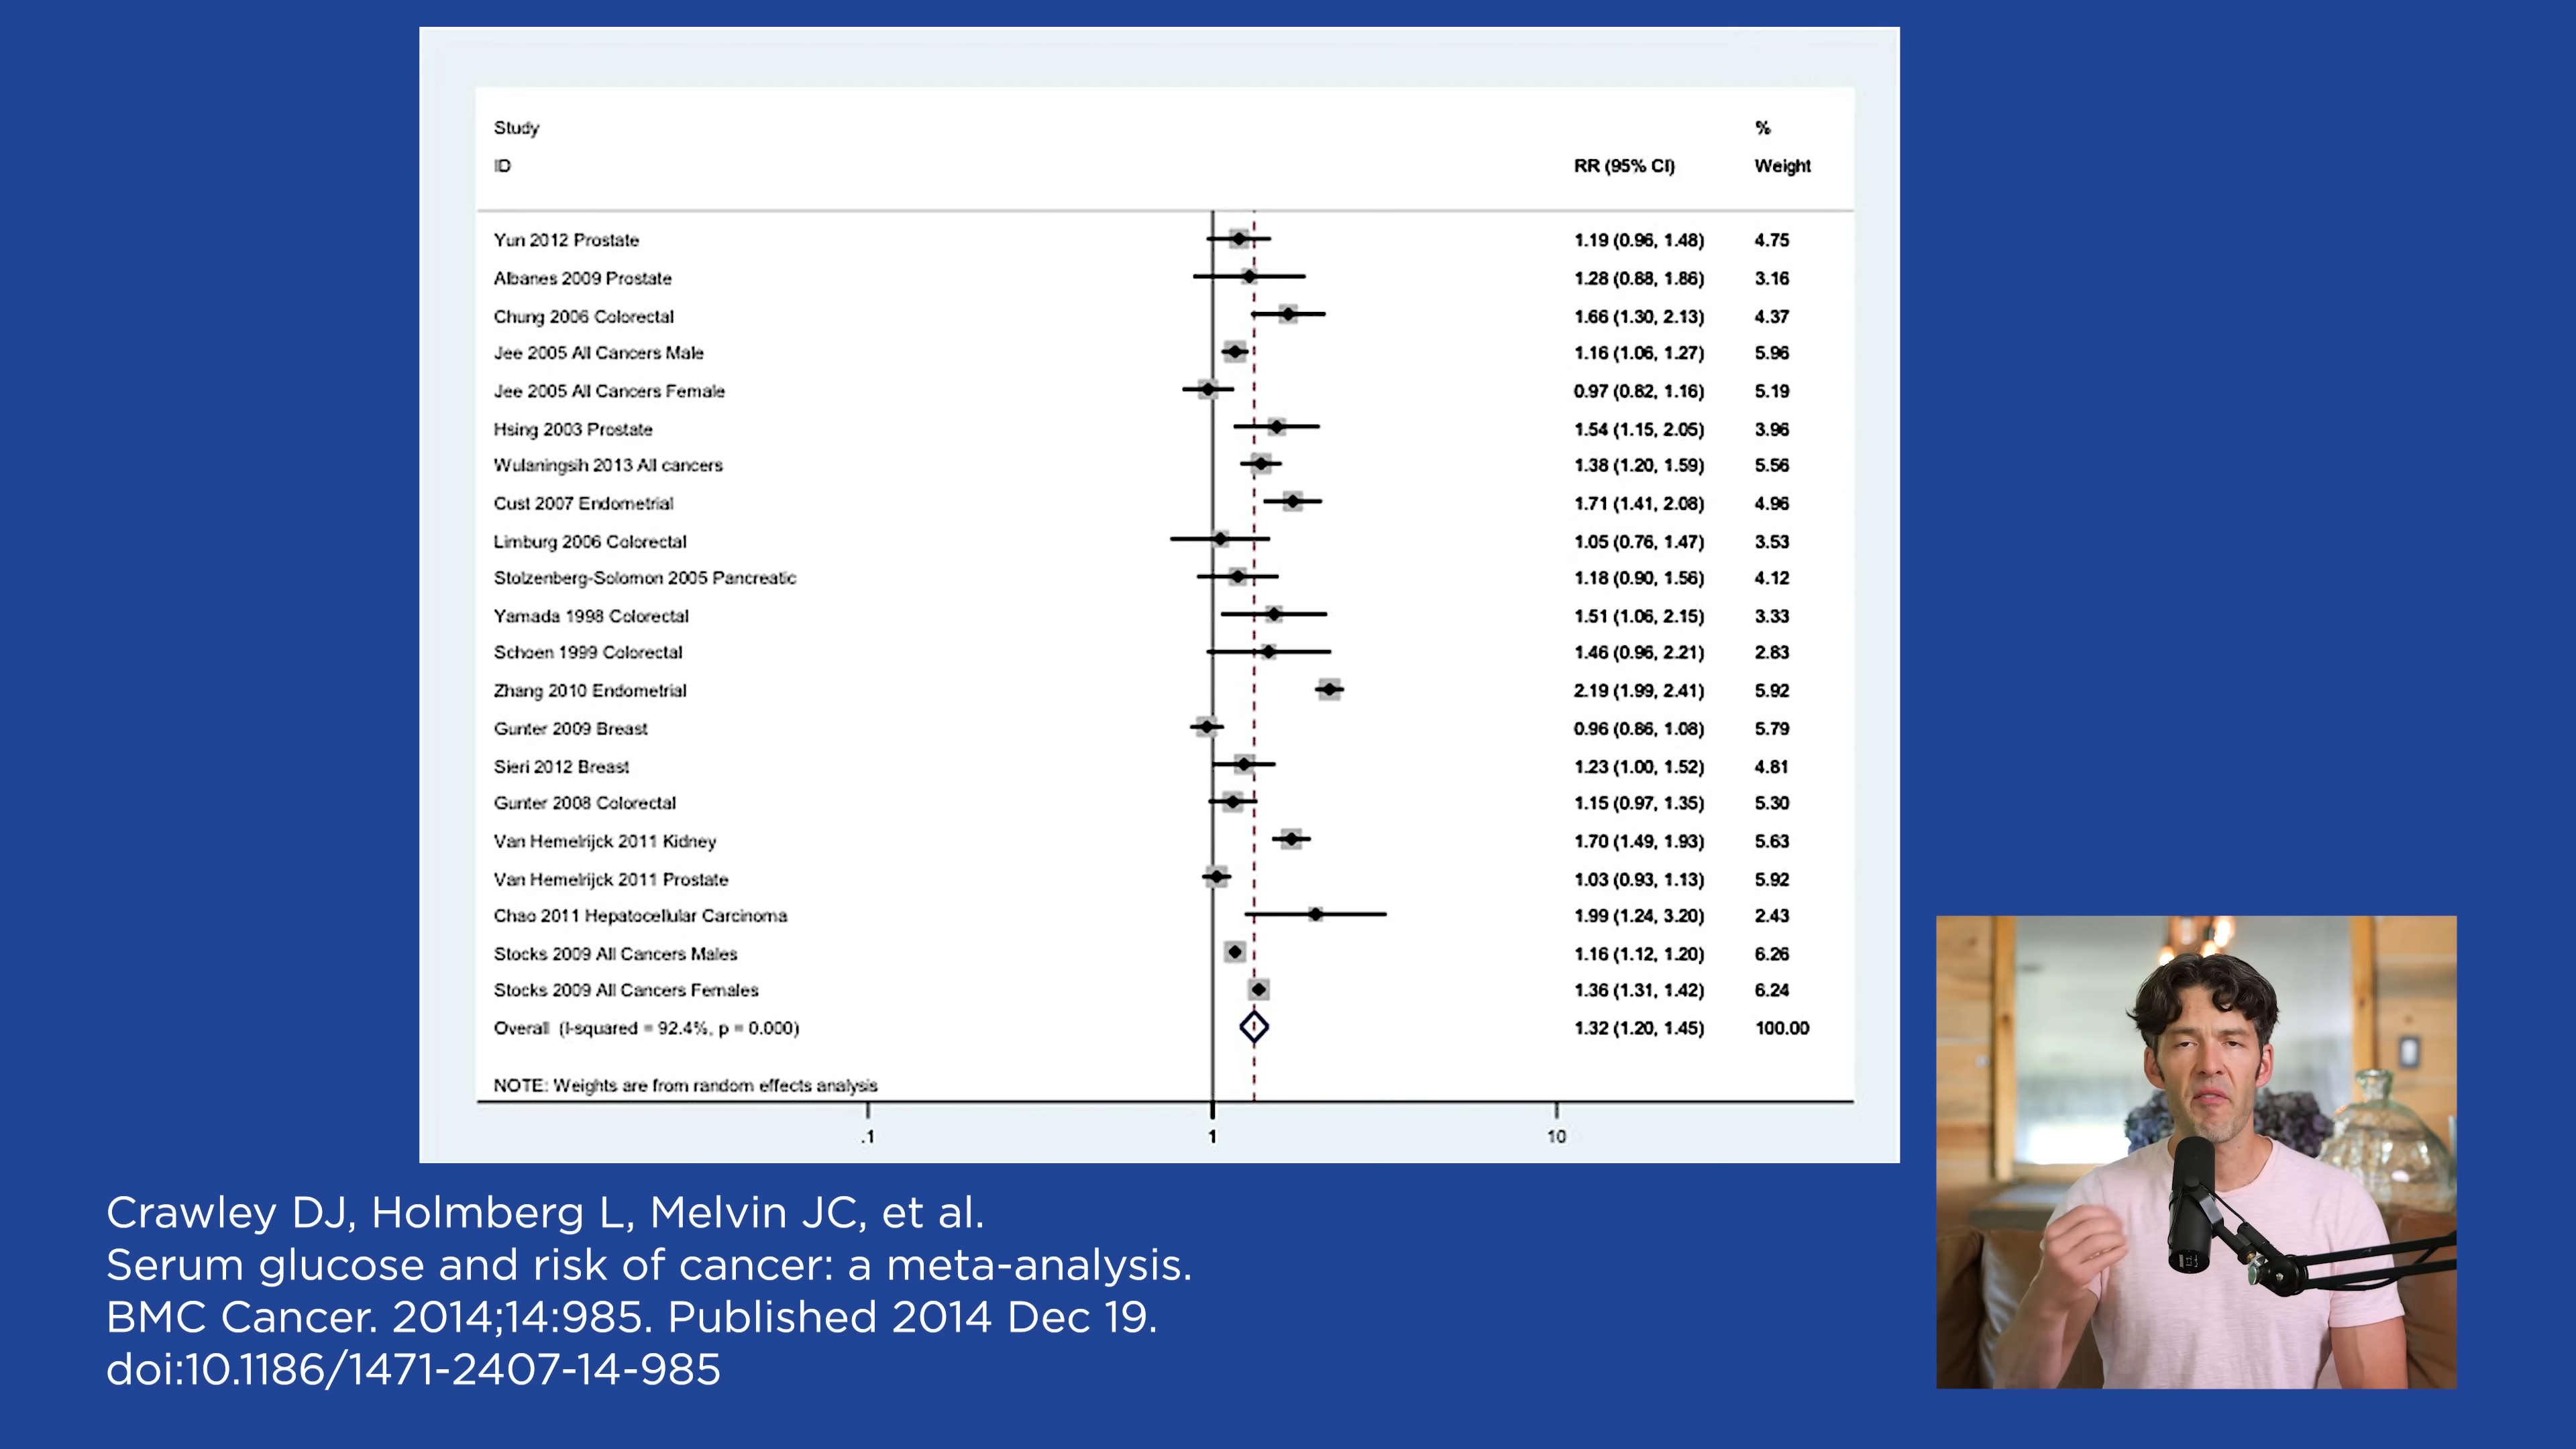 Study %
ID RR (95% CI) Weight
Yun 2012 Prostate 1.19 (0.96, 1.48) 4.75
Albanes 2009 Prostate 1.28 (0.88, 1.86) 3.16
Chung 2006 Colorectal 1.66 (1.30, 2.13) 4.37
Jee 2005 All Cancers Male 1.16 (1.06, 1.27) 5.96
Jee 2005 All Cancers Female 0.97 (0.82, 1.16) 5.19
Hsing 2003 Prostate 1.54 (1.15, 2.05) 3.96
Wulaningsih 2013 All cancers 1.38 (1.20, 1.59) 5.56
Cust 2007 Endometrial 1.71 (1.41, 2.08) 4.96
Limburg 2006 Colorectal 1.05 (0.76, 1.47) 3.53
Stolzenberg-Solomon 2005 Pancreatic 1.18 (0.90, 1.56) 4.12
Yamada 1998 Colorectal 1.51 (1.06, 2.15) 3.33
Schoen 1999 Colorectal 1.46 (0.96, 2.21) 2.83
Zhang 2010 Endometrial 2.19 (1.99, 2.41) 5.92
Gunter 2009 Breast 0.96 (0.86, 1.08) 5.79
Sieri 2012 Breast 1.23 (1.00, 1.52) 4.81
Gunter 2008 Colorectal 1.15 (0.97, 1.35) 5.30
Van Hemelrijck 2011 Kidney 1.70 (1.49, 1.93) 5.63
Van Hemelrijck 2011 Prostate 1.03 (0.93, 1.13) 5.92
Chao 2011 Hepatocellular Carcinoma 1.99 (1.24, 3.20) 2.43
Stocks 2009 All Cancers Males 1.16 (1.12, 1.20) 6.26
Stocks 2009 All Cancers Females 1.36 (1.31, 1.42) 6.24
Overall (I-squared = 92.4%, p = 0.000) 1.32 (1.20, 1.45) 100.00
NOTE: Weights are from random effects analysis
.1 1 10
Crawley DJ, Holmberg L, Melvin JC, et al.
Serum glucose and risk of cancer: a meta-analysis.
BMC Cancer. 2014;14:985. Published 2014 Dec 19.
doi:10.1186/1471-2407-14-985